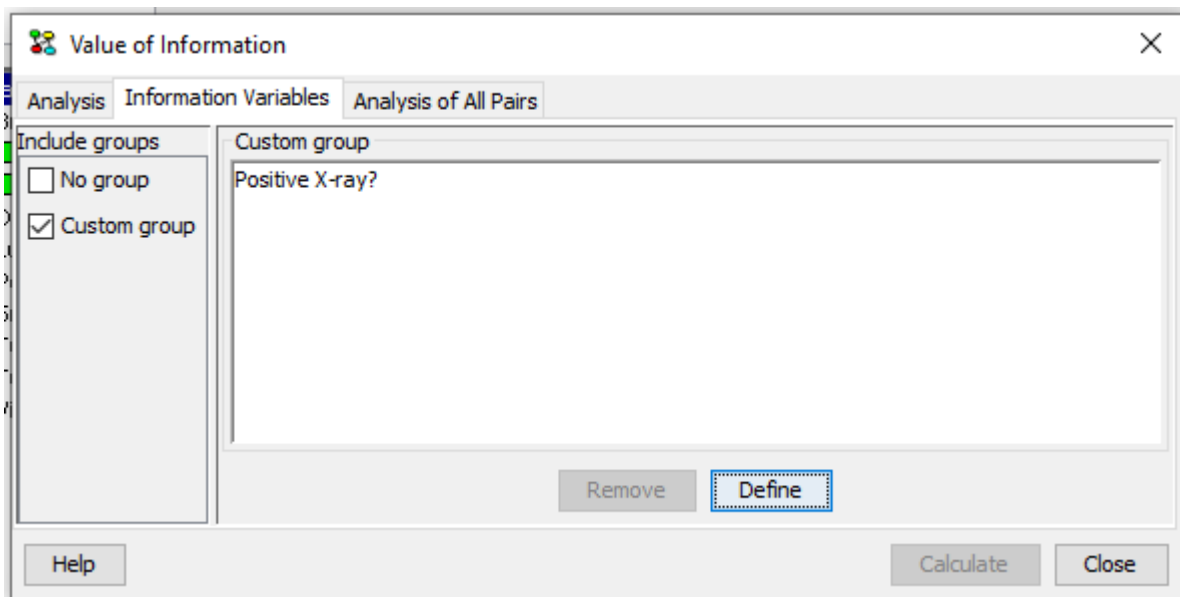 Value of Information
Analysis
Information Variables
Analysis of All Pairs
Include groups
No group
Custom group
Custom group
Positive X-ray?
Remove
Define
Help
Calculate
Close